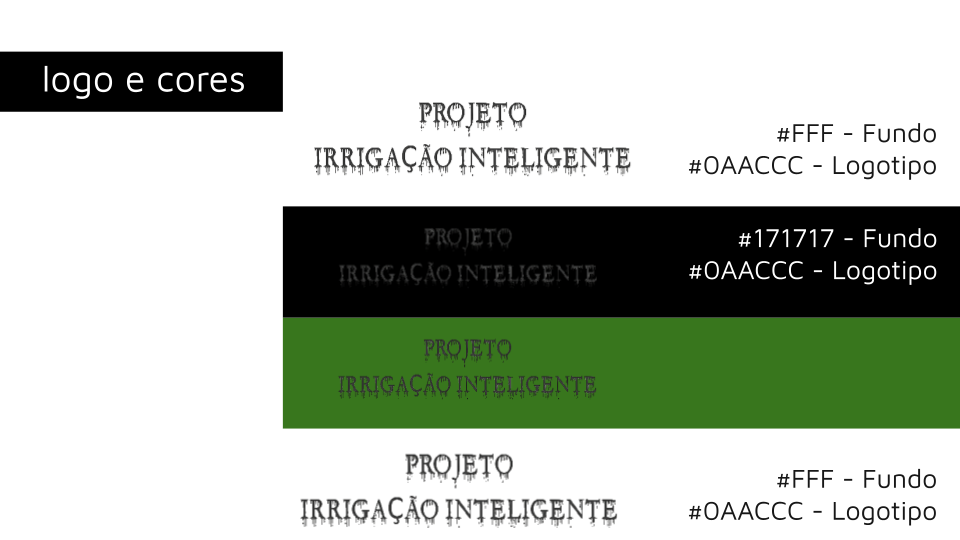 logo e cores
PROJETO
IRRIGAÇÃO INTELIGENTE
#FFF - Fundo
#0AACCC - Logotipo
PROJETO
IRRIGAÇÃO INTELIGENTE
#171717 - Fundo
#0AACCC - Logotipo
PROJETO
IRRIGAÇÃO INTELIGENTE
PROJETO
IRRIGAÇÃO INTELIGENTE
#FFF - Fundo
#0AACCC - Logotipo